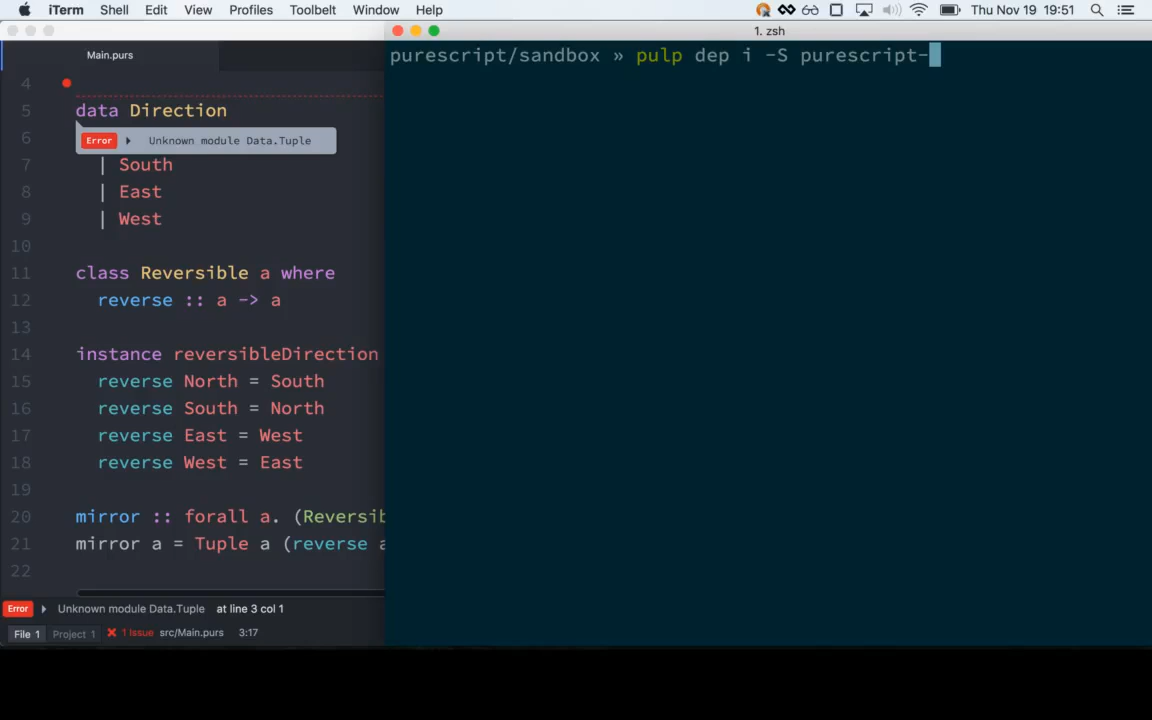 iTerm Shell Edit View Profiles Toolbelt Window Help Thu Nov 19 19:51
Main.purs
1. zsh
purescript/sandbox » pulp dep i -S purescript-
4
5 data Direction
6 Error Unknown module Data.Tuple
7 | South
8 | East
9 | West
10
11 class Reversible a where
12 reverse :: a -> a
13
14 instance reversibleDirection
15 reverse North = South
16 reverse South = North
17 reverse East = West
18 reverse West = East
19
20 mirror :: forall a. (Reversib
21 mirror a = Tuple a (reverse a
22
Error Unknown module Data.Tuple at line 3 col 1
File 1 Project 1 1 Issue src/Main.purs 3:17